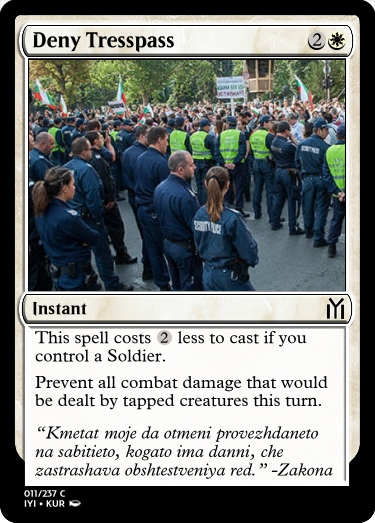 Deny Tresspass 2
SECURITY
POLICE
Instant
This spell costs 2 less to cast if you
control a Soldier.
Prevent all combat damage that would
be dealt by tapped creatures this turn.
“Kmetat moje da otmeni provezhdaneto
na sabitieto, kogato ima danni, che
zastrashava obshtestveniya red.” -Zakona
011/237 C
IYI • KUR